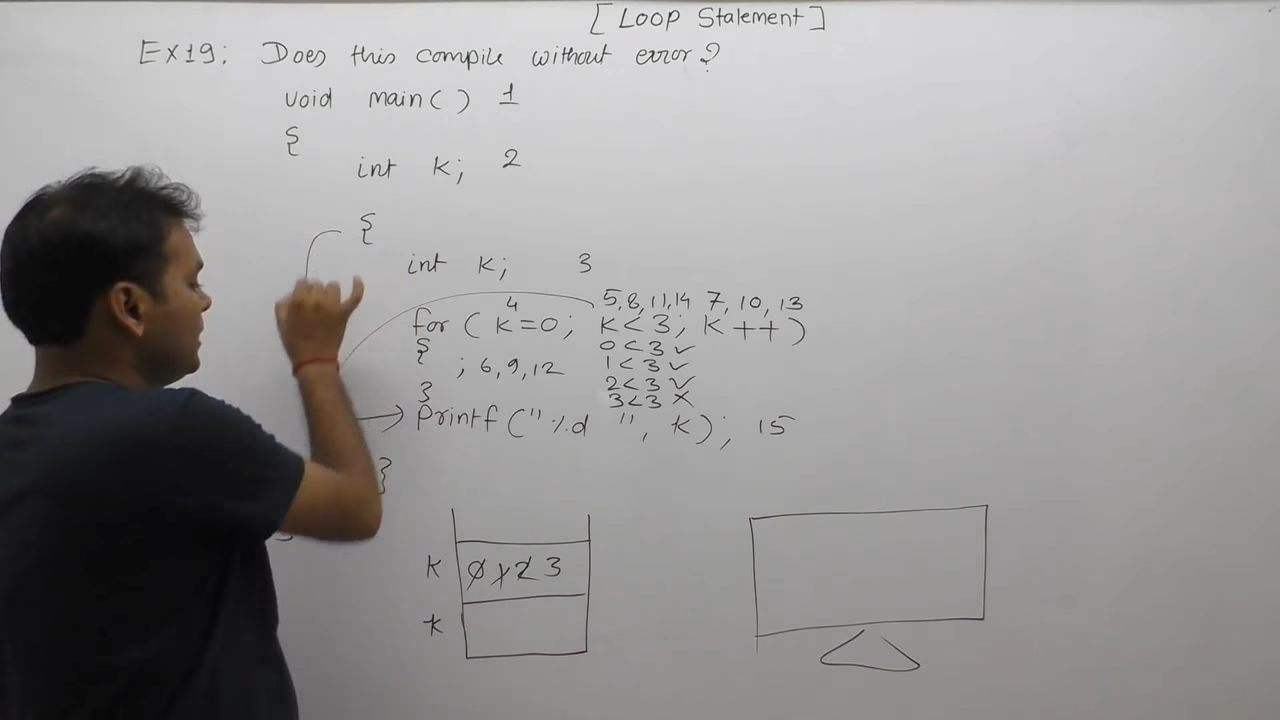 [ Loop Stalement ]
Ex19: Does this compile without error?
void main( ) 1
{
int k; 2
{
int k; 3
4 5,8,11,14 7,10,13
for ( k=0; k<3; k++ )
{ 0<3 ✓
; 6,9,12 1<3 ✓
} 2<3 ✓
3<3 ✗
Printf (" %d ", k); 15
}
}
k 0 1 2 3
k